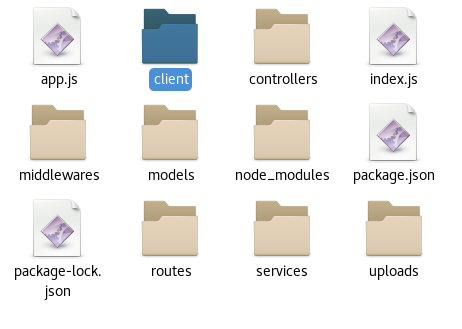 app.js
client
controllers
index.js
middlewares
models
node_modules
package.json
package-lock.
json
routes
services
uploads